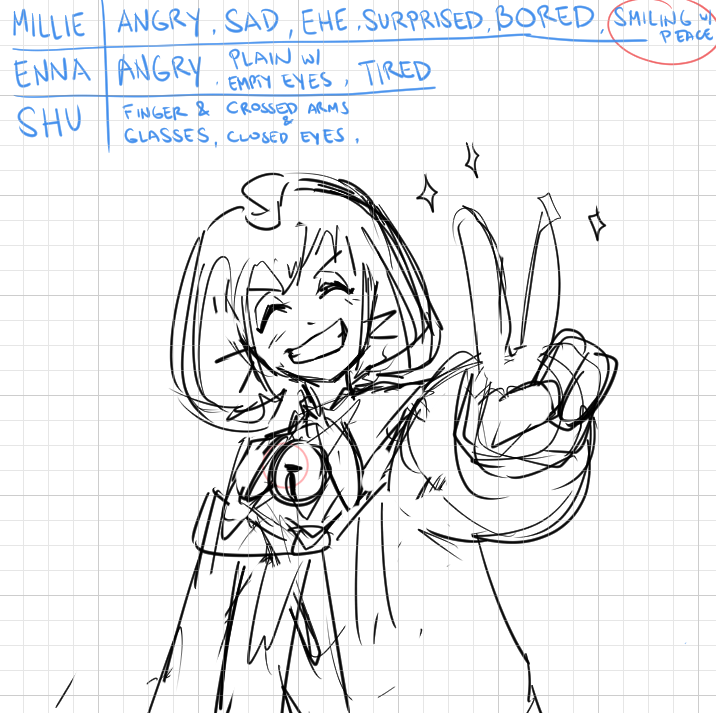 MILLIE ANGRY, SAD, EHE, SURPRISED, BORED, SMILING W/
PEACE
ENNA ANGRY, PLAIN W/
EMPTY EYES, TIRED
SHU FINGER & CROSSED ARMS
&
GLASSES, CLOSED EYES,